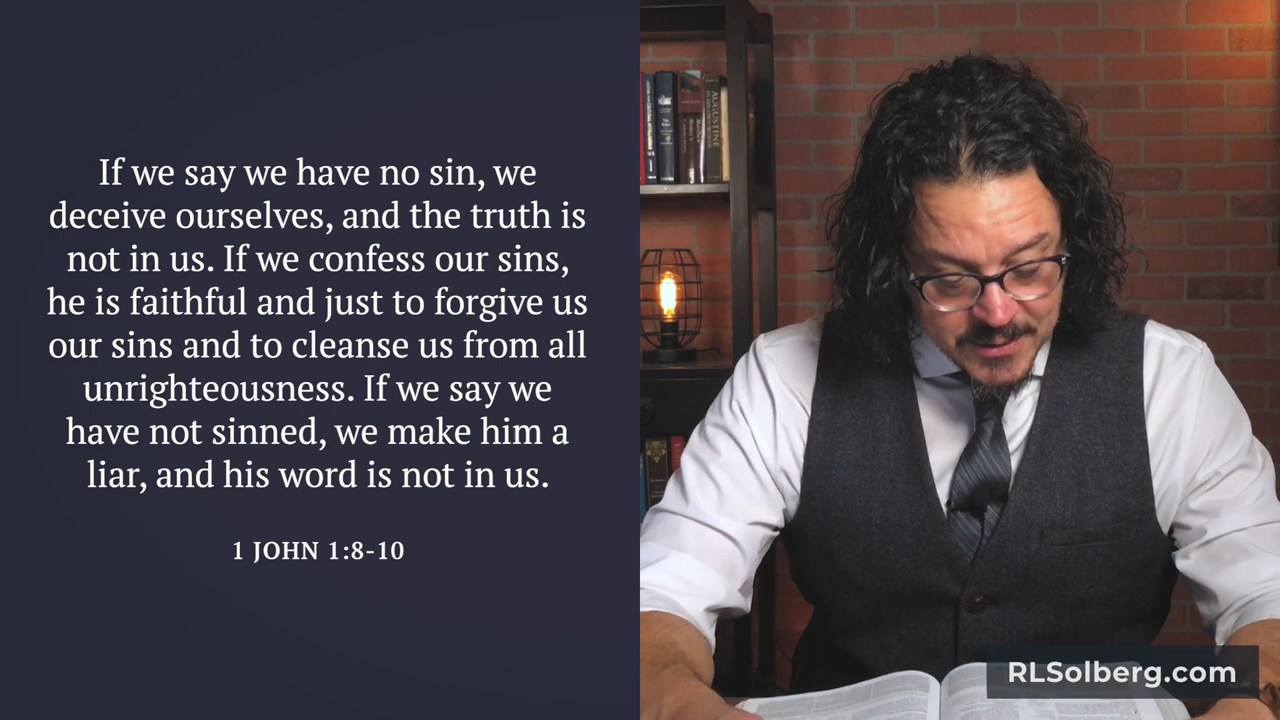 If we say we have no sin, we
deceive ourselves, and the truth is
not in us. If we confess our sins,
he is faithful and just to forgive us
our sins and to cleanse us from all
unrighteousness. If we say we
have not sinned, we make him a
liar, and his word is not in us.
1 JOHN 1:8-10
AUGUSTINE
RLSolberg.com